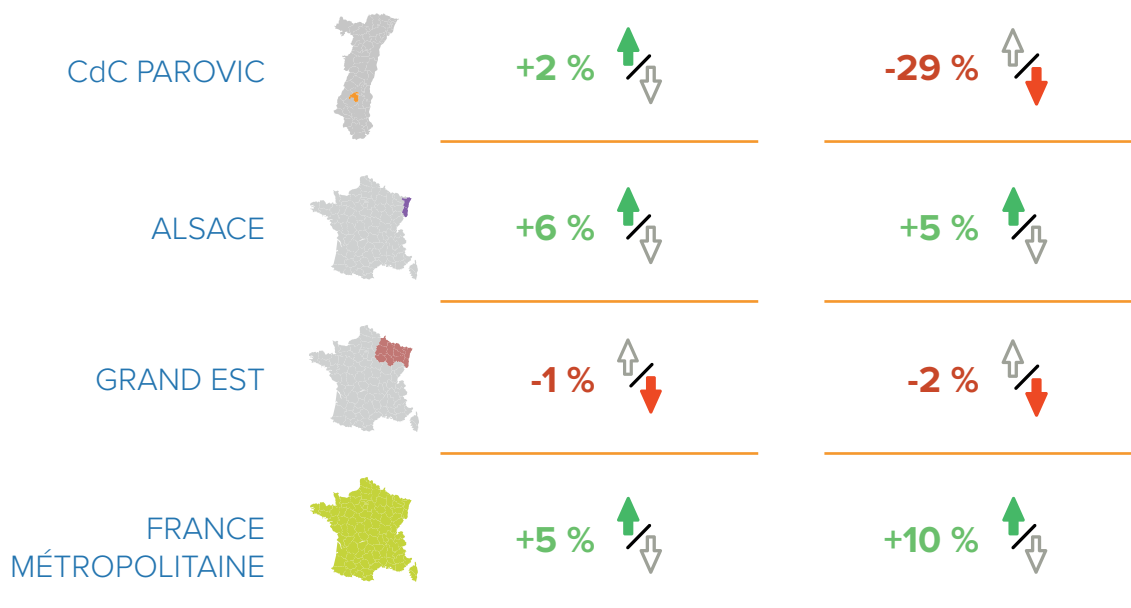 CdC PAROVIC
+2 %
-29 %
ALSACE
+6 %
+5 %
GRAND EST
-1 %
-2 %
FRANCE
MÉTROPOLITAINE
+5 %
+10 %